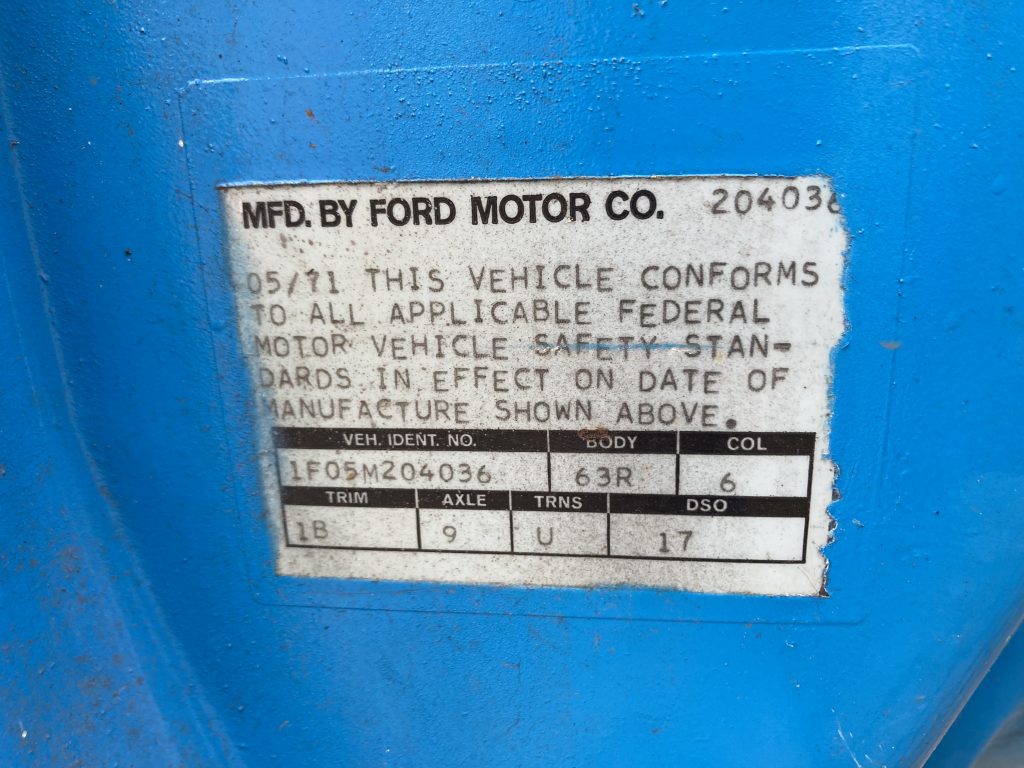 MFD. BY FORD MOTOR CO. 204036
05/71 THIS VEHICLE CONFORMS
TO ALL APPLICABLE FEDERAL
MOTOR VEHICLE SAFETY STAN-
DARDS IN EFFECT ON DATE OF
MANUFACTURE SHOWN ABOVE.
VEH. IDENT. NO. BODY COL
1F05M204036 63R 6
TRIM AXLE TRNS DSO
1B 9 U 17